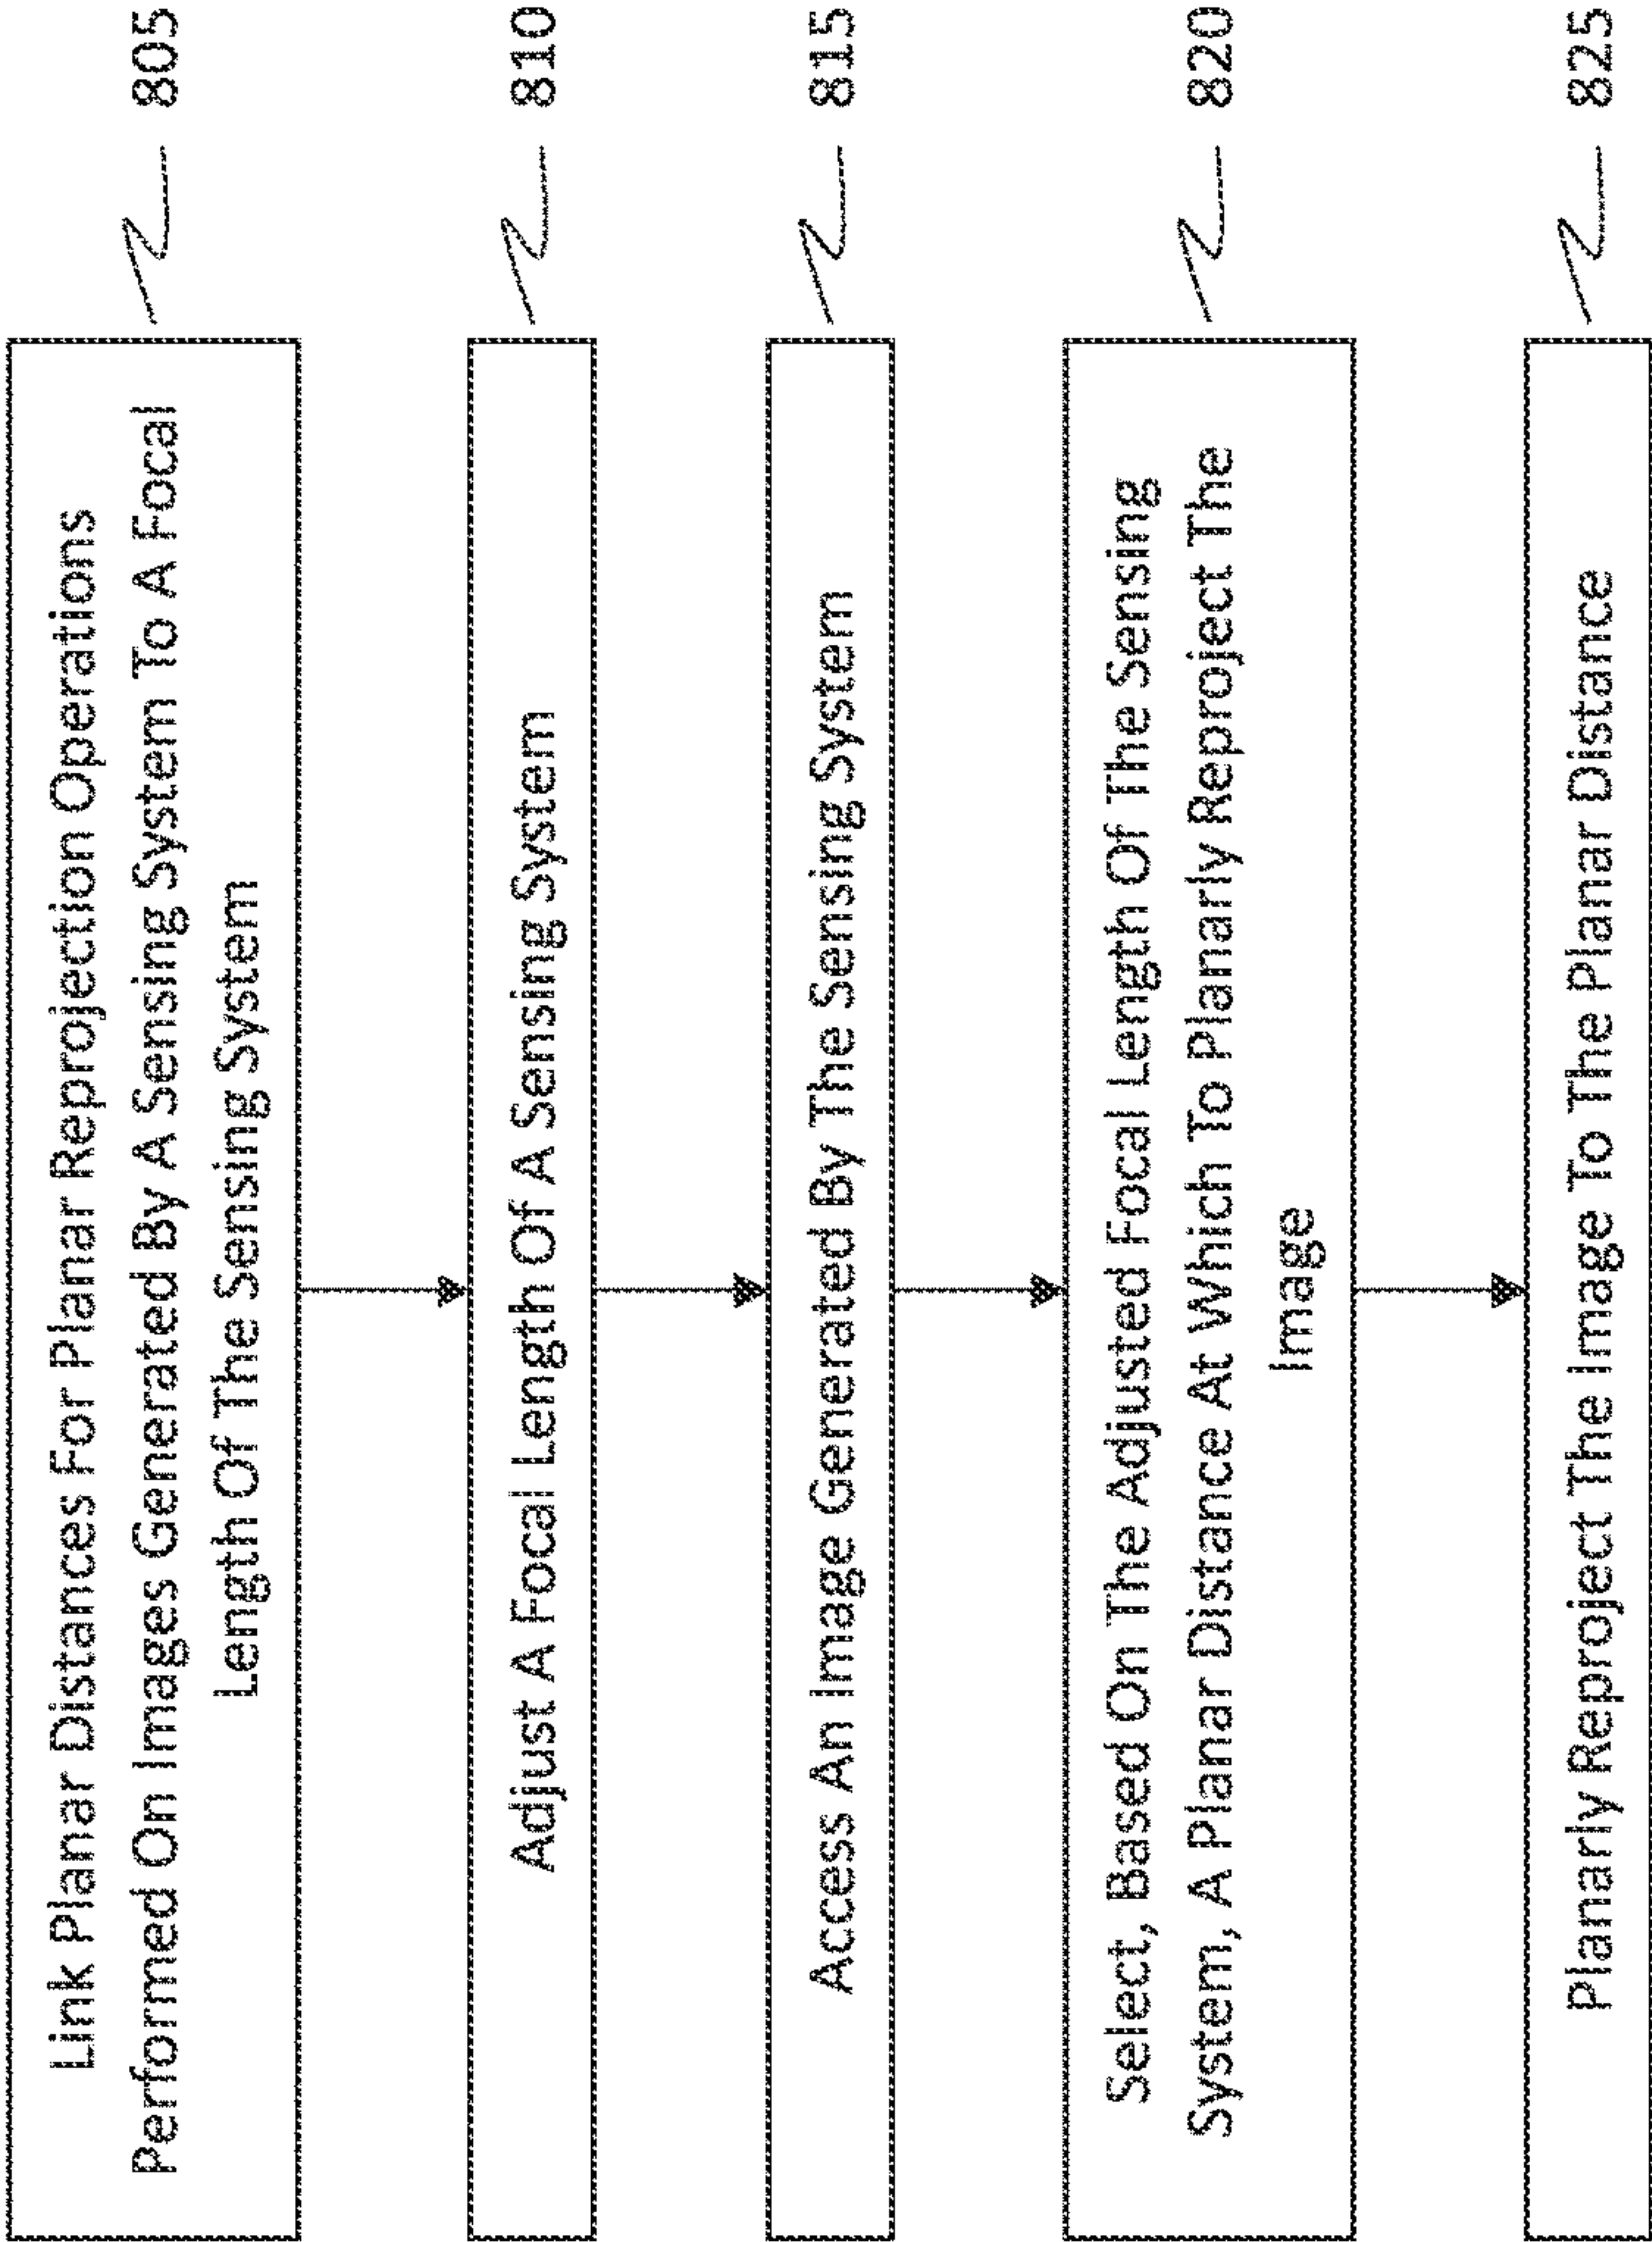 Link Planar Distances For Planar Reprojection Operations
Performed On Images Generated By A Sensing System To A Focal
Length Of The Sensing System
805
Adjust A Focal Length Of A Sensing System
810
Access An Image Generated By The Sensing System
815
Select, Based On The Adjusted Focal Length Of The Sensing
System, A Planar Distance At Which To Planarly Reproject The
Image
820
Planarly Reproject The Image To The Planar Distance
825